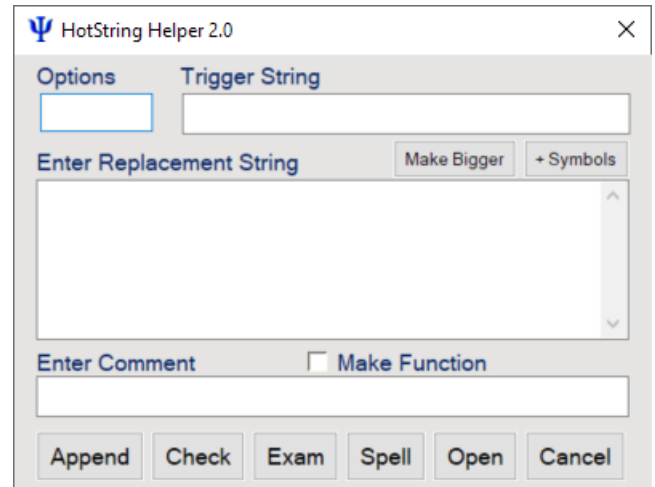 Ψ HotString Helper 2.0
Options Trigger String
Enter Replacement String Make Bigger + Symbols
Enter Comment Make Function
Append Check Exam Spell Open Cancel